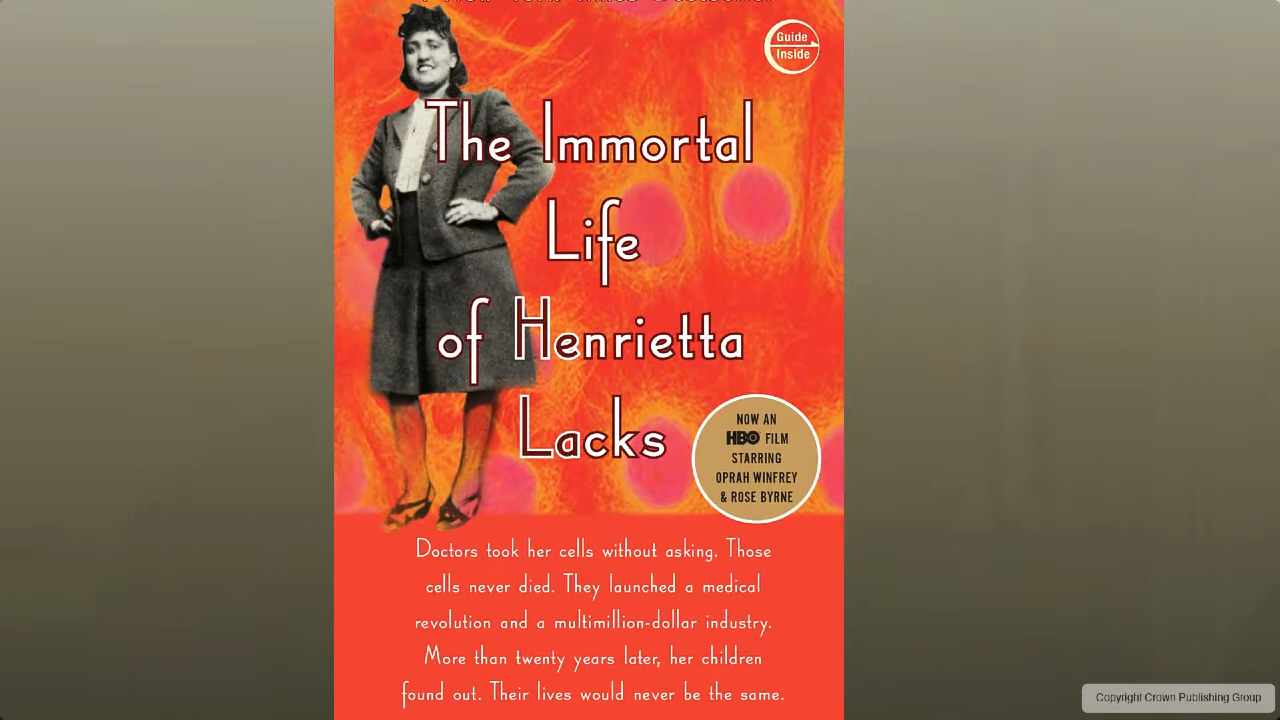 Guide
Inside
The Immortal
Life
of Henrietta
Lacks
NOW AN
HBO FILM
STARRING
OPRAH WINFREY
& ROSE BYRNE
Doctors took her cells without asking. Those
cells never died. They launched a medical
revolution and a multimillion-dollar industry.
More than twenty years later, her children
found out. Their lives would never be the same.
Copyright Crown Publishing Group